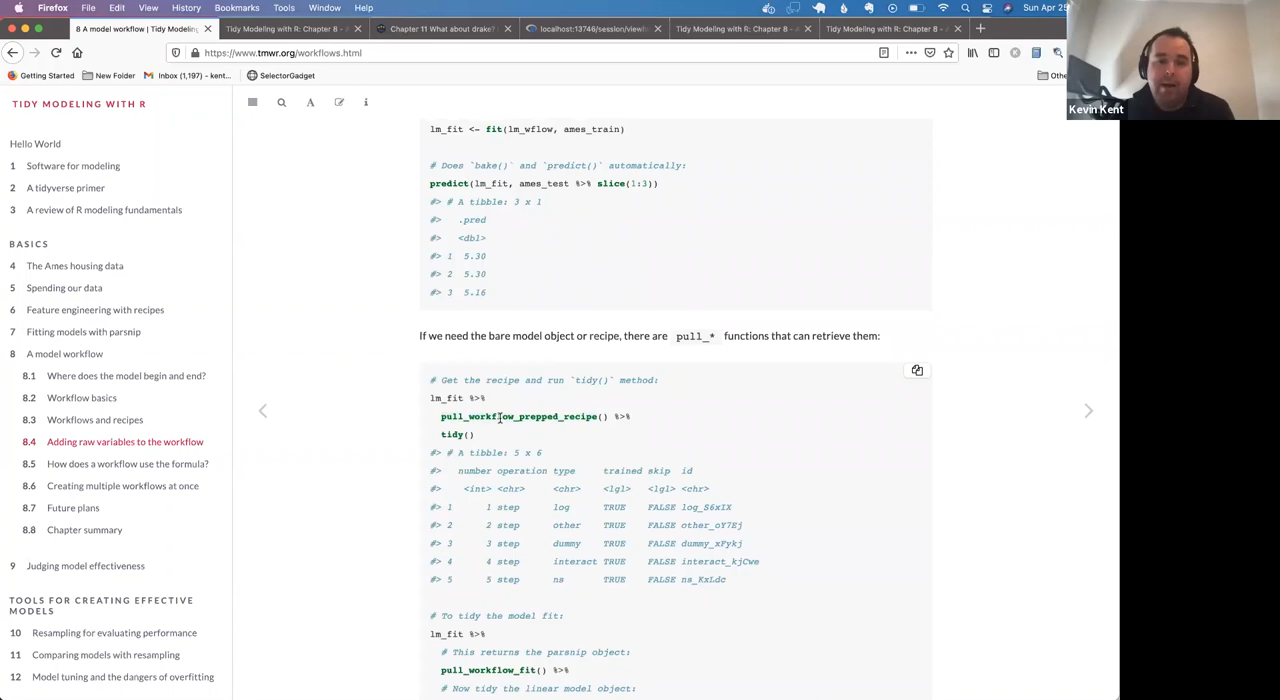 Firefox File Edit View History Bookmarks Tools Window Help
Sun Apr 25
8 A model workflow | Tidy Modeling
Tidy Modeling with R: Chapter 8 -
Chapter 11 What about drake?
localhost:13746/session/viewh
Tidy Modeling with R: Chapter 8 -
Tidy Modeling with R: Chapter 8 -
https://www.tmwr.org/workflows.html
Getting Started
New Folder
Inbox (1,197) - kent...
SelectorGadget
Othe
Kevin Kent
TIDY MODELING WITH R
Hello World
1 Software for modeling
2 A tidyverse primer
3 A review of R modeling fundamentals
BASICS
4 The Ames housing data
5 Spending our data
6 Feature engineering with recipes
7 Fitting models with parsnip
8 A model workflow
8.1 Where does the model begin and end?
8.2 Workflow basics
8.3 Workflows and recipes
8.4 Adding raw variables to the workflow
8.5 How does a workflow use the formula?
8.6 Creating multiple workflows at once
8.7 Future plans
8.8 Chapter summary
9 Judging model effectiveness
TOOLS FOR CREATING EFFECTIVE
MODELS
10 Resampling for evaluating performance
11 Comparing models with resampling
12 Model tuning and the dangers of overfitting
lm_fit <- fit(lm_wflow, ames_train)
# Does `bake()` and `predict()` automatically:
predict(lm_fit, ames_test %>% slice(1:3))
#> # A tibble: 3 x 1
#> .pred
#> <dbl>
#> 1 5.30
#> 2 5.30
#> 3 5.16
If we need the bare model object or recipe, there are pull_* functions that can retrieve them:
# Get the recipe and run `tidy()` method:
lm_fit %>%
pull_workflow_prepped_recipe() %>%
tidy()
#> # A tibble: 5 x 6
#> number operation type trained skip id
#> <int> <chr> <chr> <lgl> <lgl> <chr>
#> 1 1 step log TRUE FALSE log_S6xIX
#> 2 2 step other TRUE FALSE other_oY7Ej
#> 3 3 step dummy TRUE FALSE dummy_xFykj
#> 4 4 step interact TRUE FALSE interact_kjCwe
#> 5 5 step ns TRUE FALSE ns_KxLdc
# To tidy the model fit:
lm_fit %>%
# This returns the parsnip object:
pull_workflow_fit() %>%
# Now tidy the linear model object: